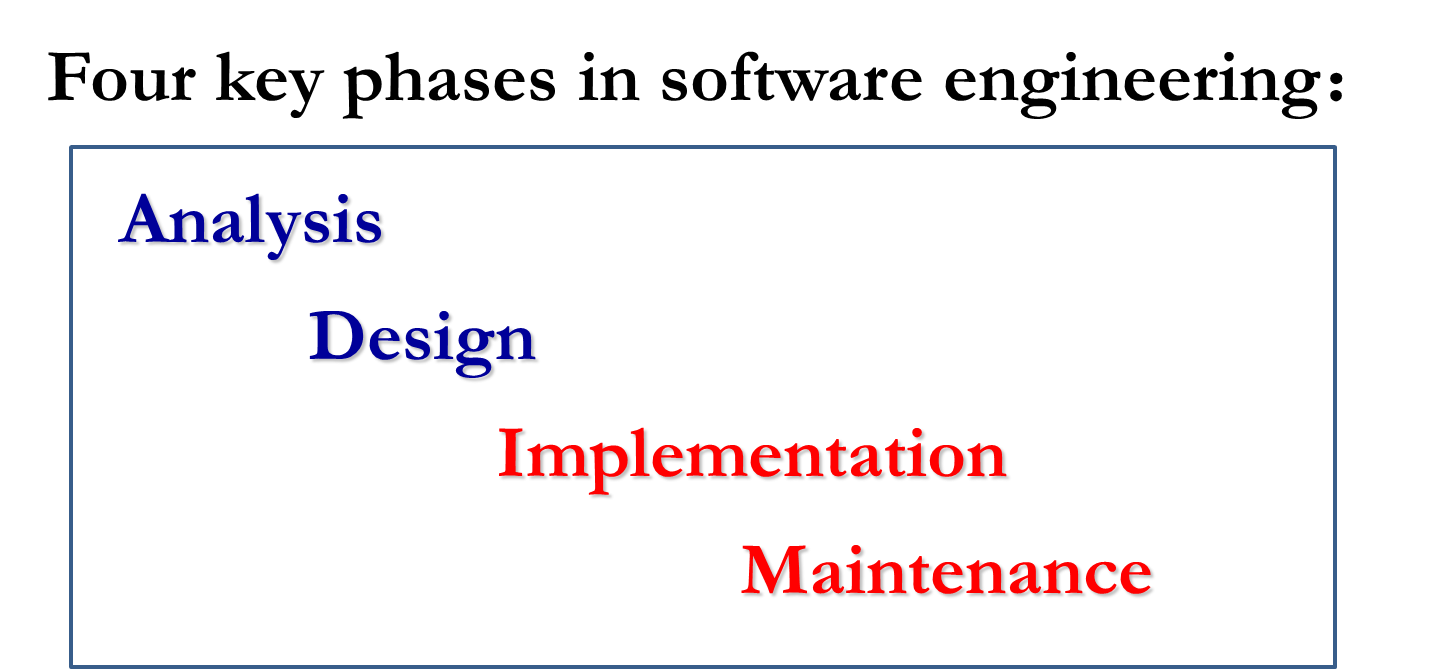 Four key phases in software engineering:
Analysis
Design
Implementation
Maintenance